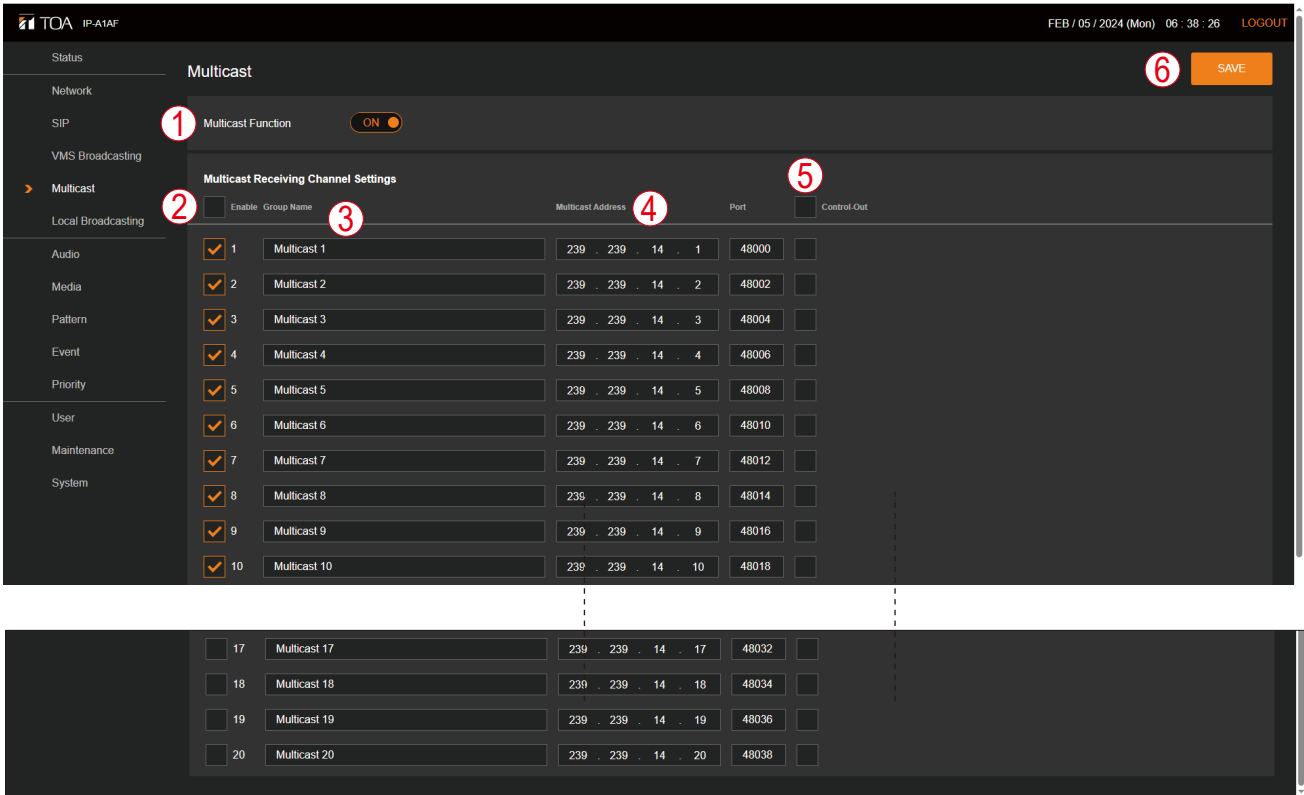 TOA IP-A1AF FEB / 05 / 2024 (Mon) 06 : 38 : 26 LOGOUT
Status
Multicast 6 SAVE
Network
SIP
1 Multicast Function ON
VMS Broadcasting
Multicast
Multicast Receiving Channel Settings 5
2 Enable Group Name 3 Multicast Address 4 Port Control-Out
Local Broadcasting
Audio
Media
Pattern
Event
Priority
User
Maintenance
System
1 Multicast 1 239 . 239 . 14 . 1 48000
2 Multicast 2 239 . 239 . 14 . 2 48002
3 Multicast 3 239 . 239 . 14 . 3 48004
4 Multicast 4 239 . 239 . 14 . 4 48006
5 Multicast 5 239 . 239 . 14 . 5 48008
6 Multicast 6 239 . 239 . 14 . 6 48010
7 Multicast 7 239 . 239 . 14 . 7 48012
8 Multicast 8 239 . 239 . 14 . 8 48014
9 Multicast 9 239 . 239 . 14 . 9 48016
10 Multicast 10 239 . 239 . 14 . 10 48018
17 Multicast 17 239 . 239 . 14 . 17 48032
18 Multicast 18 239 . 239 . 14 . 18 48034
19 Multicast 19 239 . 239 . 14 . 19 48036
20 Multicast 20 239 . 239 . 14 . 20 48038